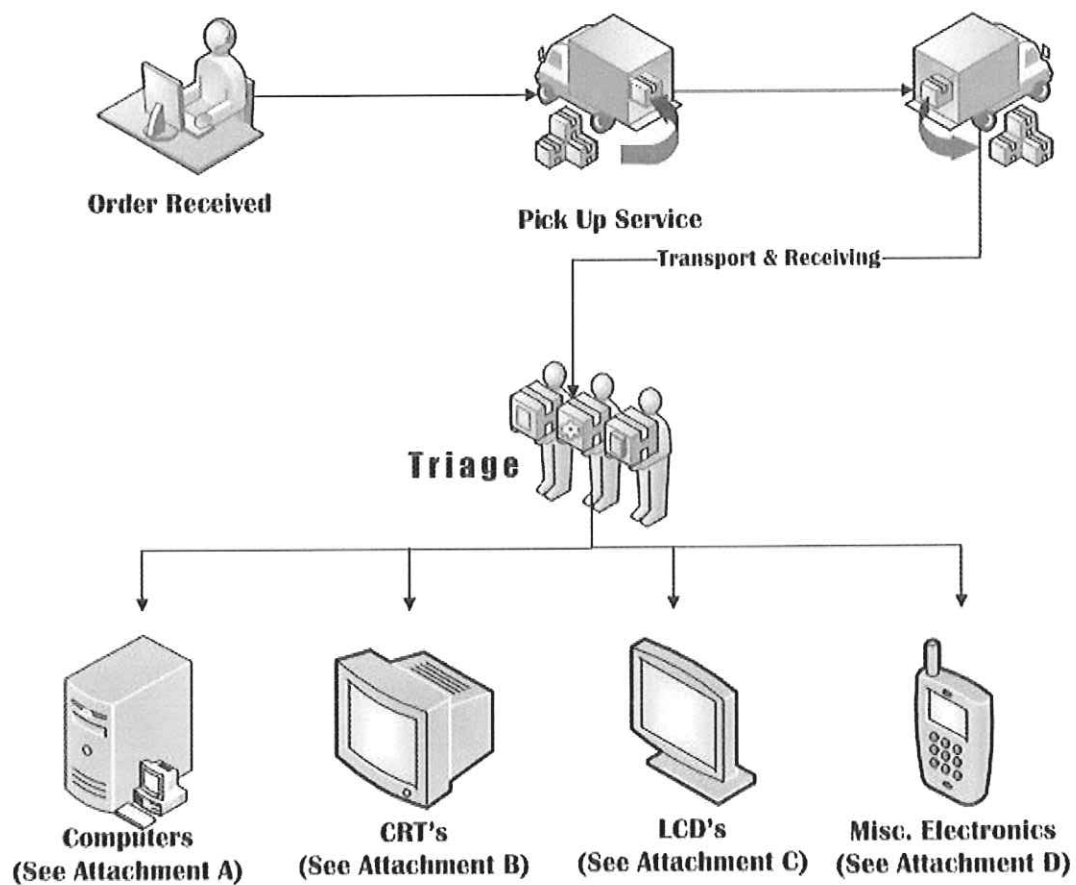 Order Received
Pick Up Service
Transport & Receiving
Triage
Computers
(See Attachment A)
CRT's
(See Attachment B)
LCD's
(See Attachment C)
Misc. Electronics
(See Attachment D)